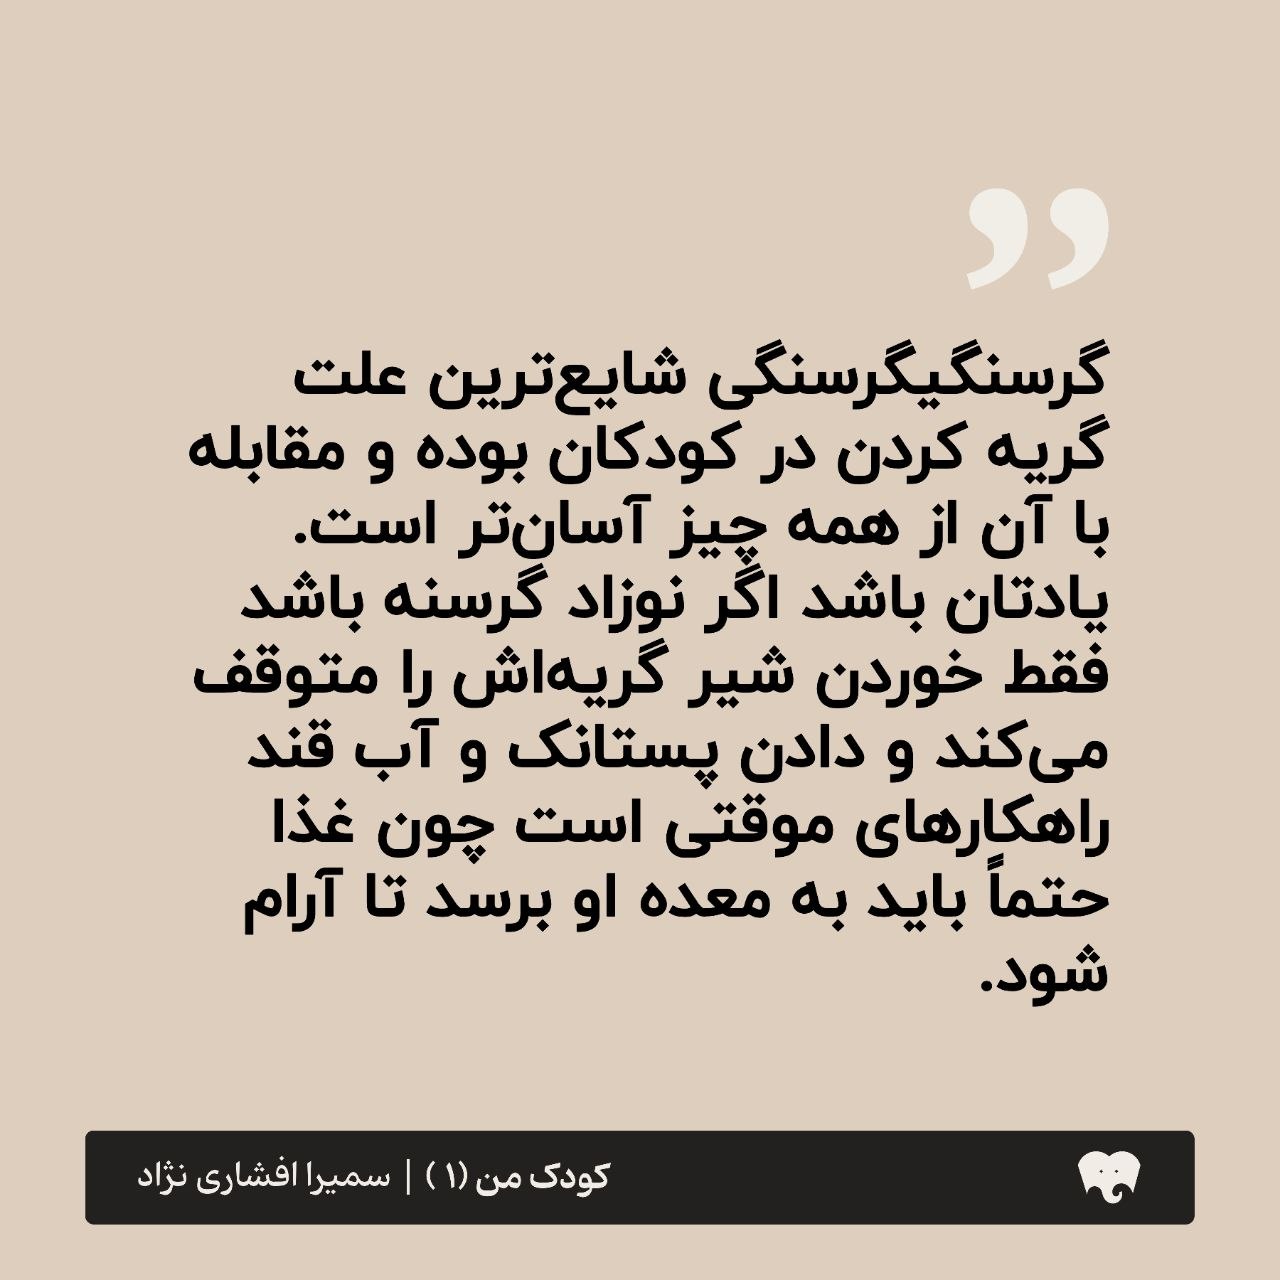 ”
گرسنگیگرسنگی شایع‌ترین علت
گریه کردن در کودکان بوده و مقابله
با آن از همه چیز آسان‌تر است.
یادتان باشد اگر نوزاد گرسنه باشد
فقط خوردن شیر گریه‌اش را متوقف
می‌کند و دادن پستانک و آب قند
راهکارهای موقتی است چون غذا
حتماً باید به معده او برسد تا آرام
شود.
کودک من (۱) | سمیرا افشاری نژاد